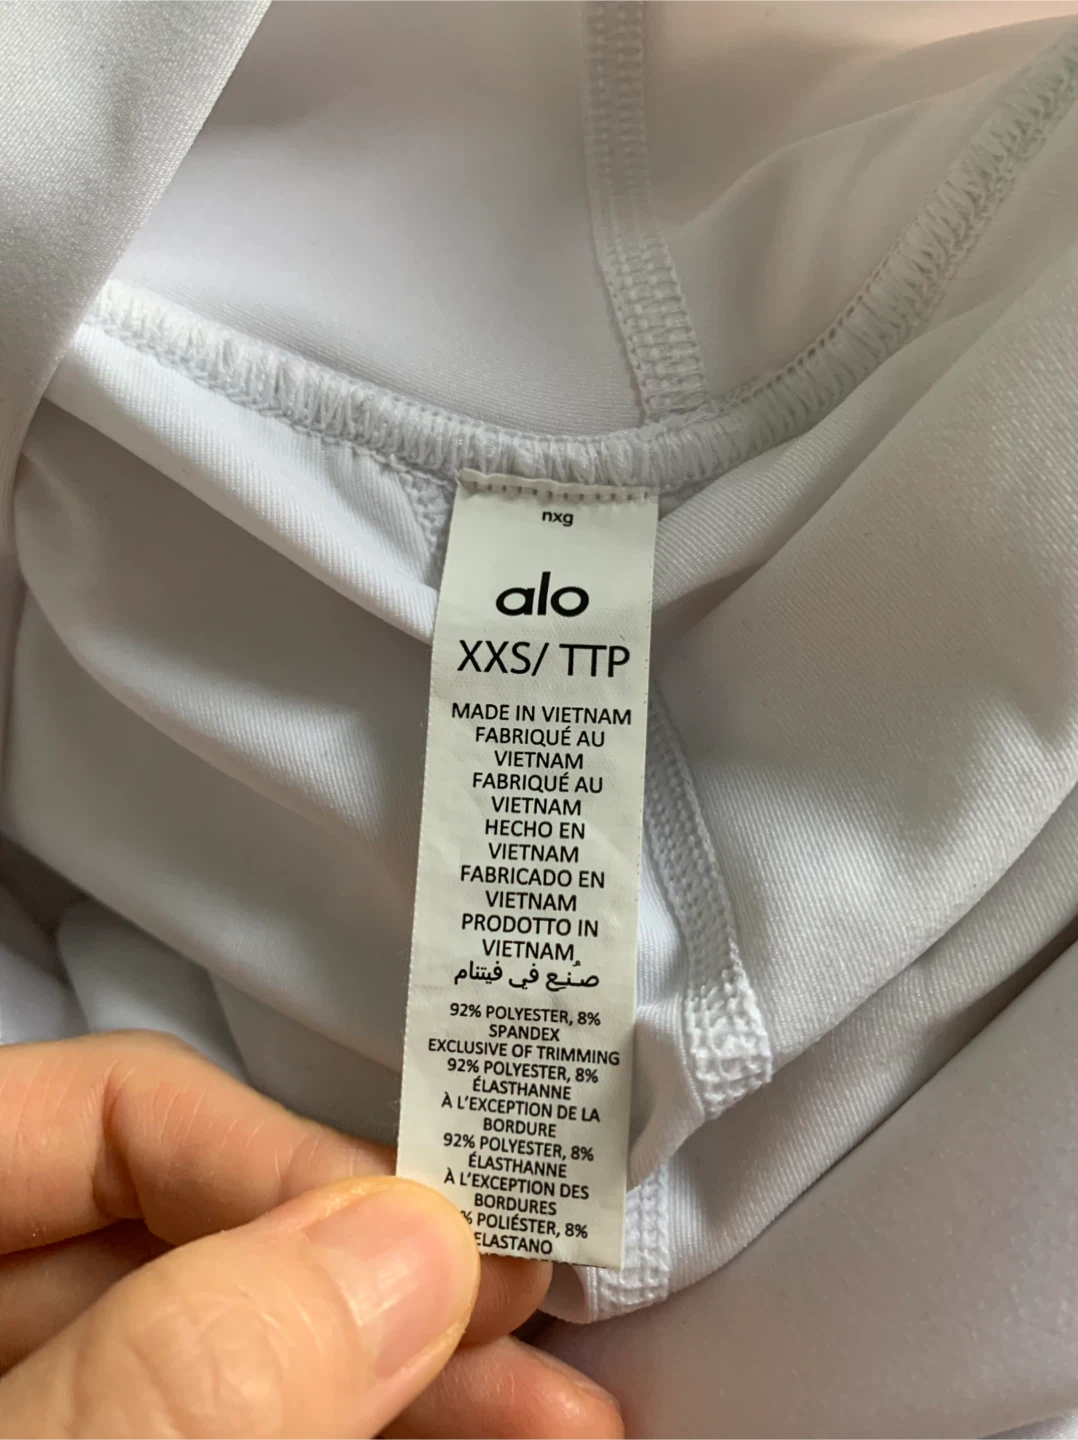 nxg
alo
XXS/ TTP
MADE IN VIETNAM
FABRIQUÉ AU
VIETNAM
FABRIQUÉ AU
VIETNAM
HECHO EN
VIETNAM
FABRICADO EN
VIETNAM
PRODOTTO IN
VIETNAM
صُنِع في فيتنام
92% POLYESTER, 8%
SPANDEX
EXCLUSIVE OF TRIMMING
92% POLYESTER, 8%
ÉLASTHANNE
À L'EXCEPTION DE LA
BORDURE
92% POLYESTER, 8%
ÉLASTHANNE
À L'EXCEPTION DES
BORDURES
% POLIÉSTER, 8%
ELASTANO